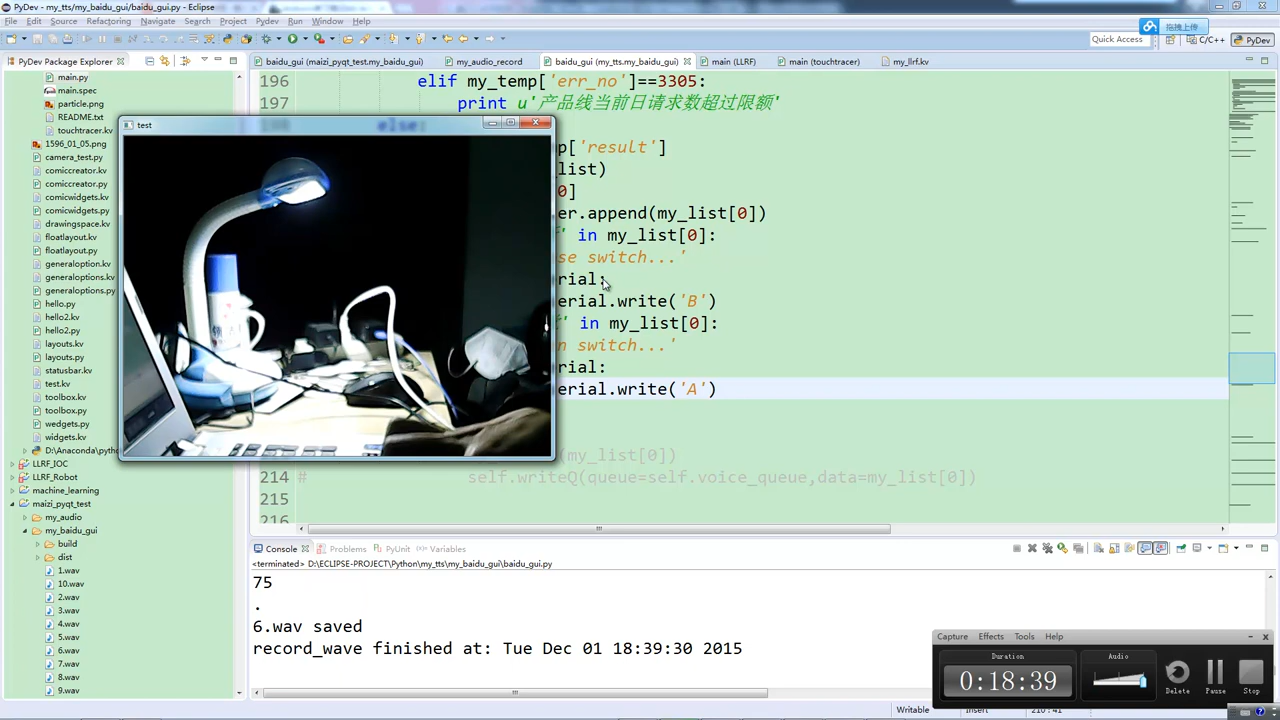 PyDev - my_tts/my_baidu_gui/baidu_gui.py - Eclipse
File Edit Source Refactoring Navigate Search Project Pydev Run Window Help
拖拽上传
Quick Access
C/C++
PyDev
PyDev Package Explorer
baidu_gui (maizi_pyqt_test.my_baidu_gui)
my_audio_record
baidu_gui (my_tts.my_baidu_gui)
main (LLRF)
main (touchtracer)
my_llrf.kv
main.py
main.spec
particle.png
README.txt
touchtracer.kv
1596_01_05.png
camera_test.py
comiccreator.kv
comiccreator.py
comicwidgets.kv
comicwidgets.py
drawingspace.kv
floatlayout.kv
floatlayout.py
generaloption.kv
generaloptions.kv
generaloptions.py
hello.py
hello2.kv
hello2.py
layouts.kv
layouts.py
statusbar.kv
test.kv
toolbox.kv
toolbox.py
wedgets.py
widgets.kv
D:\Anaconda\pyth
LLRF_IOC
LLRF_Robot
machine_learning
maizi_pyqt_test
my_audio
my_baidu_gui
build
dist
1.wav
10.wav
2.wav
3.wav
4.wav
5.wav
6.wav
7.wav
8.wav
9.wav
196 elif my_temp['err_no']==3305:
197 print u'产品线当前日请求数超过限额'
198 else:
test
p['result']
_list)
0]
er.append(my_list[0])
' in my_list[0]:
se switch...'
rial:
erial.write('B')
' in my_list[0]:
n switch...'
rial:
erial.write('A')
(my_list[0])
214 # self.writeQ(queue=self.voice_queue,data=my_list[0])
215
216
Console Problems PyUnit Variables
<terminated> D:\ECLIPSE-PROJECT\Python\my_tts\my_baidu_gui\baidu_gui.py
75
.
6.wav saved
record_wave finished at: Tue Dec 01 18:39:30 2015
Capture Effects Tools Help
Duration
0:18:39
Audio
Delete
Pause
Stop
Writable
Insert
210 : 41